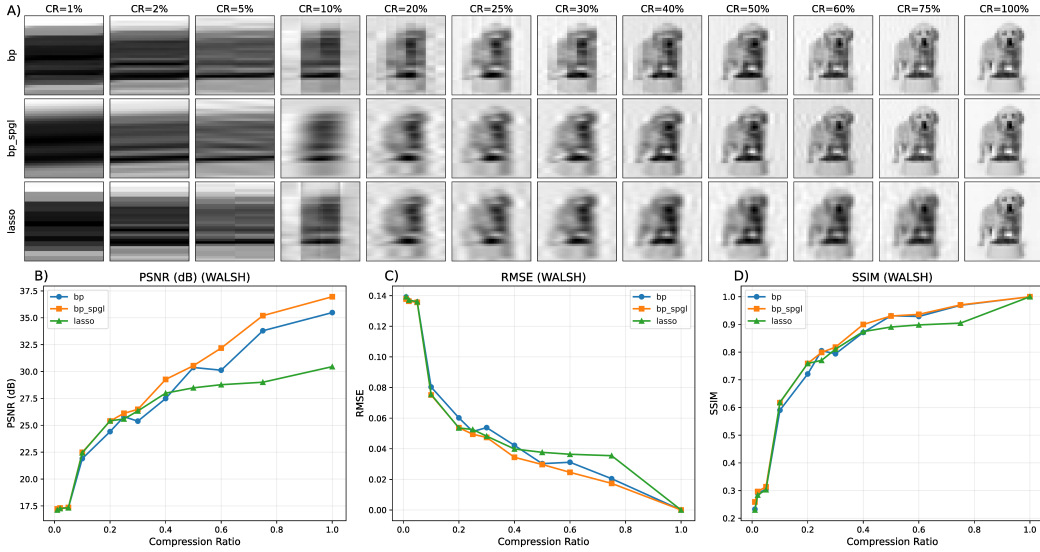 A)
CR=1% CR=2% CR=5% CR=10% CR=20% CR=25% CR=30% CR=40% CR=50% CR=60% CR=75% CR=100%
bp
bp_spgl
lasso
B) PSNR (dB) (WALSH)
37.5
35.0
32.5
30.0
27.5
25.0
22.5
20.0
17.5
PSNR (dB)
bp
bp_spgl
lasso
0.0 0.2 0.4 0.6 0.8 1.0
Compression Ratio
C) RMSE (WALSH)
0.14
0.12
0.10
0.08
0.06
0.04
0.02
0.00
RMSE
bp
bp_spgl
lasso
0.0 0.2 0.4 0.6 0.8 1.0
Compression Ratio
D) SSIM (WALSH)
1.0
0.9
0.8
0.7
0.6
0.5
0.4
0.3
0.2
SSIM
bp
bp_spgl
lasso
0.0 0.2 0.4 0.6 0.8 1.0
Compression Ratio